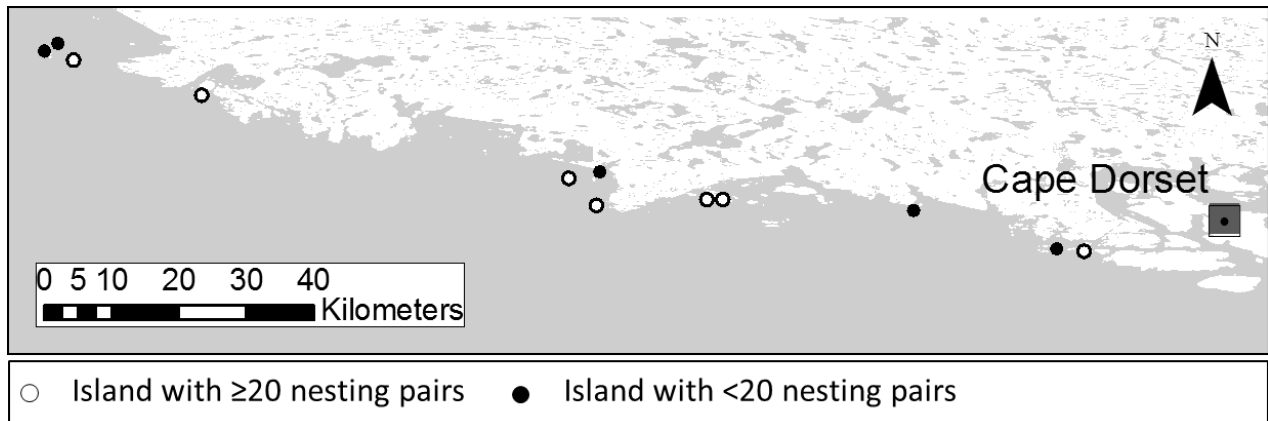 N
Cape Dorset
0 5 10 20 30 40
Kilometers
Island with ≥20 nesting pairs Island with <20 nesting pairs